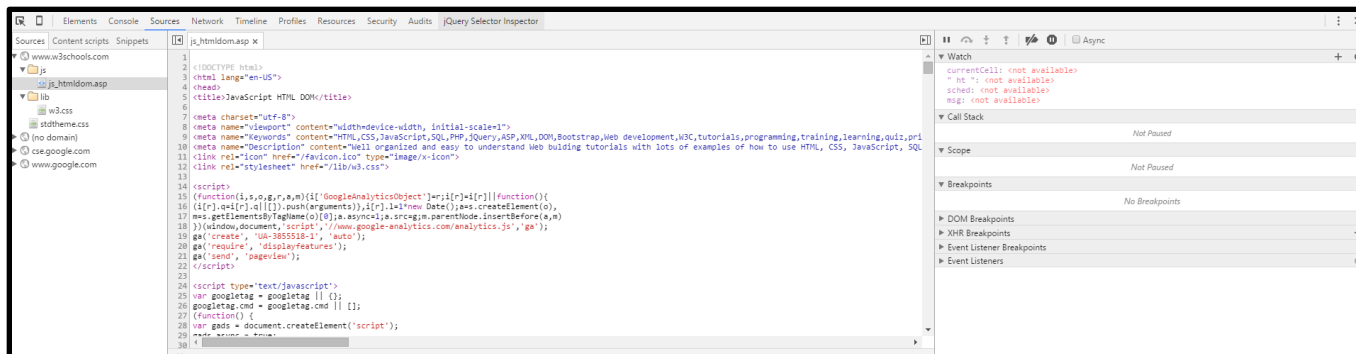 Elements Console Sources Network Timeline Profiles Resources Security Audits jQuery Selector Inspector
Sources Content scripts Snippets
www.w3schools.com
js
js_htmldom.asp
lib
w3.css
stdtheme.css
(no domain)
cse.google.com
www.google.com
js_htmldom.asp ×
1
2 <!DOCTYPE html>
3 <html lang="en-US">
4 <head>
5 <title>JavaScript HTML DOM</title>
6
7 <meta charset="utf-8">
8 <meta name="viewport" content="width=device-width, initial-scale=1">
9 <meta name="Keywords" content="HTML,CSS,JavaScript,SQL,PHP,jQuery,ASP,XML,DOM,Bootstrap,Web development,W3C,tutorials,programming,training,learning,quiz,pri
10 <meta name="Description" content="Well organized and easy to understand Web bulding tutorials with lots of examples of how to use HTML, CSS, JavaScript, SQL
11 <link rel="icon" href="/favicon.ico" type="image/x-icon">
12 <link rel="stylesheet" href="/lib/w3.css">
13
14 <script>
15 (function(i,s,o,g,r,a,m){i['GoogleAnalyticsObject']=r;i[r]=i[r]||function(){
16 (i[r].q=i[r].q||[]).push(arguments)},i[r].l=1*new Date();a=s.createElement(o),
17 m=s.getElementsByTagName(o)[0];a.async=1;a.src=g;m.parentNode.insertBefore(a,m)
18 })(window,document,'script','//www.google-analytics.com/analytics.js','ga');
19 ga('create', 'UA-3855518-1', 'auto');
20 ga('require', 'displayfeatures');
21 ga('send', 'pageview');
22 </script>
23
24 <script type='text/javascript'>
25 var googletag = googletag || {};
26 googletag.cmd = googletag.cmd || [];
27 (function() {
28 var gads = document.createElement('script');
29 gads.async = true;
30
Async
Watch
currentCell: <not available>
" ht ": <not available>
sched: <not available>
msg: <not available>
Call Stack
Not Paused
Scope
Not Paused
Breakpoints
No Breakpoints
DOM Breakpoints
XHR Breakpoints
Event Listener Breakpoints
Event Listeners